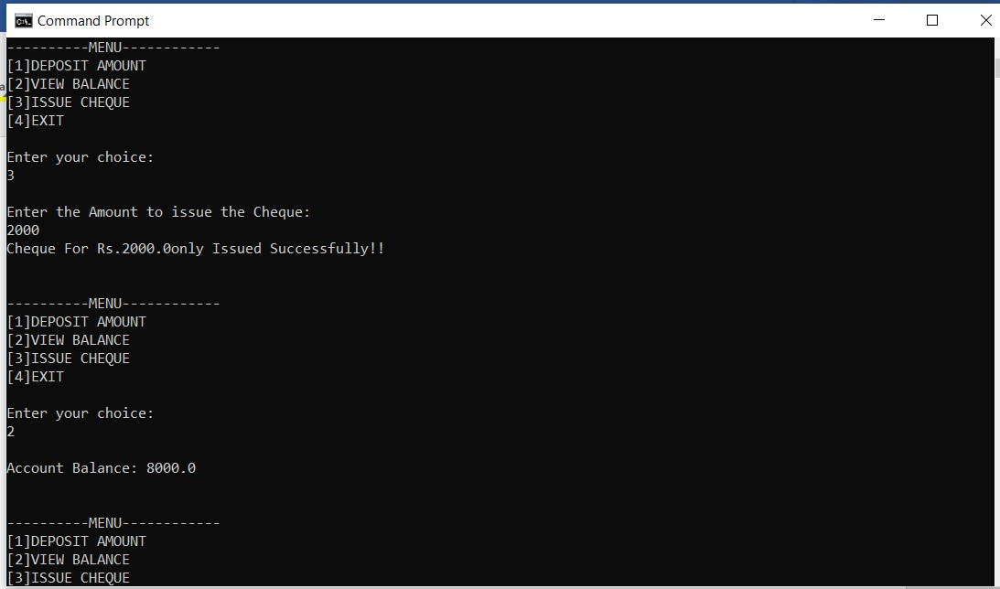 Command Prompt
----------MENU------------
[1]DEPOSIT AMOUNT
[2]VIEW BALANCE
[3]ISSUE CHEQUE
[4]EXIT
Enter your choice:
3
Enter the Amount to issue the Cheque:
2000
Cheque For Rs.2000.0only Issued Successfully!!
----------MENU------------
[1]DEPOSIT AMOUNT
[2]VIEW BALANCE
[3]ISSUE CHEQUE
[4]EXIT
Enter your choice:
2
Account Balance: 8000.0
----------MENU------------
[1]DEPOSIT AMOUNT
[2]VIEW BALANCE
[3]ISSUE CHEQUE